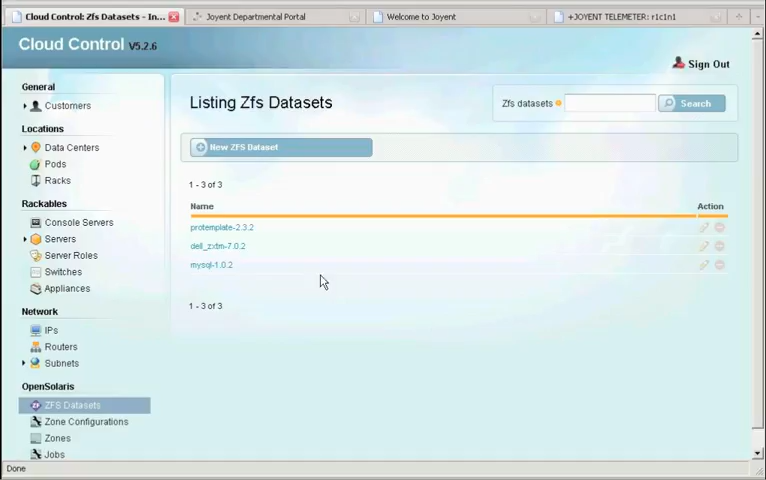 Cloud Control: Zfs Datasets - In...
Joyent Departmental Portal
Welcome to Joyent
+JOYENT TELEMETER: r1c1n1
Cloud Control V5.2.6
Sign Out
General
Customers
Locations
Data Centers
Pods
Racks
Rackables
Console Servers
Servers
Server Roles
Switches
Appliances
Network
IPs
Routers
Subnets
OpenSolaris
ZFS Datasets
Zone Configurations
Zones
Jobs
Listing Zfs Datasets
Zfs datasets
Search
New ZFS Dataset
1 - 3 of 3
Name Action
protemplate-2.3.2
dell_zxtm-7.0.2
mysql-1.0.2
1 - 3 of 3
Done